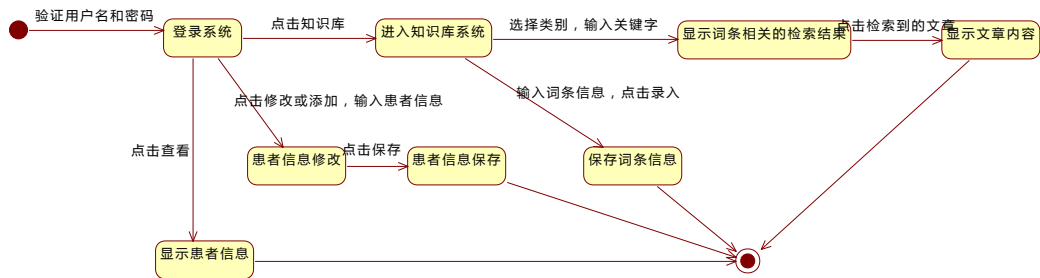 验证用户名和密码
登录系统
点击知识库
进入知识库系统
选择类别，输入关键字
显示词条相关的检索结果
点击检索到的文章
显示文章内容
点击修改或添加，输入患者信息
输入词条信息，点击录入
点击查看
患者信息修改
点击保存
患者信息保存
保存词条信息
显示患者信息